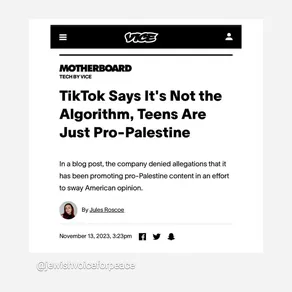 VICE
MOTHERBOARD
TECH BY VICE
TikTok Says It's Not the
Algorithm, Teens Are
Just Pro-Palestine
In a blog post, the company denied allegations that it
has been promoting pro-Palestine content in an effort
to sway American opinion.
By Jules Roscoe
November 13, 2023, 3:23pm
@jewishvoiceforpeace